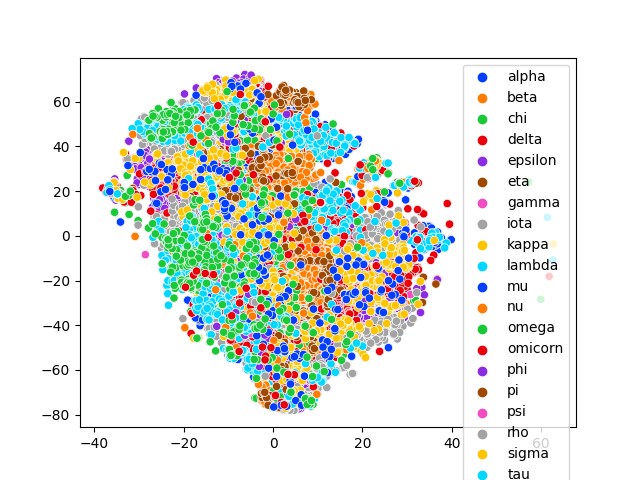 60
40
20
0
−20
−40
−60
−80
−40
−20
0
20
40
60
alpha
beta
chi
delta
epsilon
eta
gamma
iota
kappa
lambda
mu
nu
omega
omicorn
phi
pi
psi
rho
sigma
tau